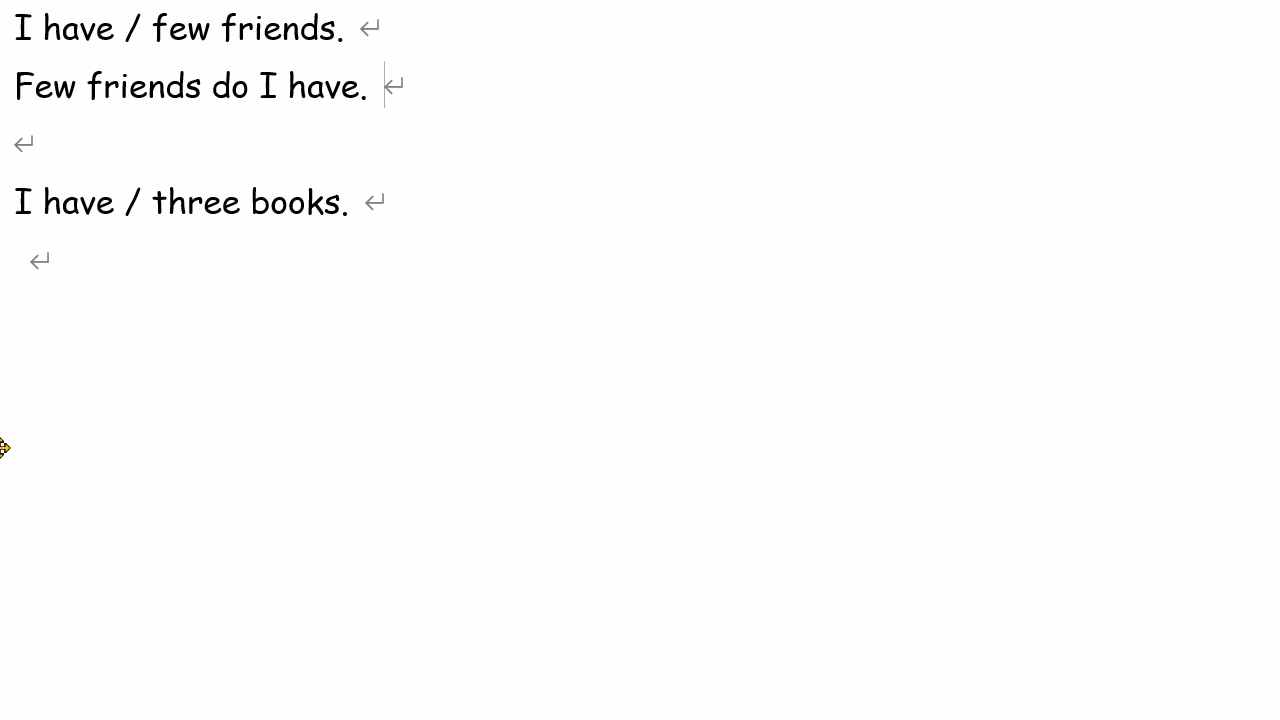 I have / few friends.
Few friends do I have.
I have / three books.